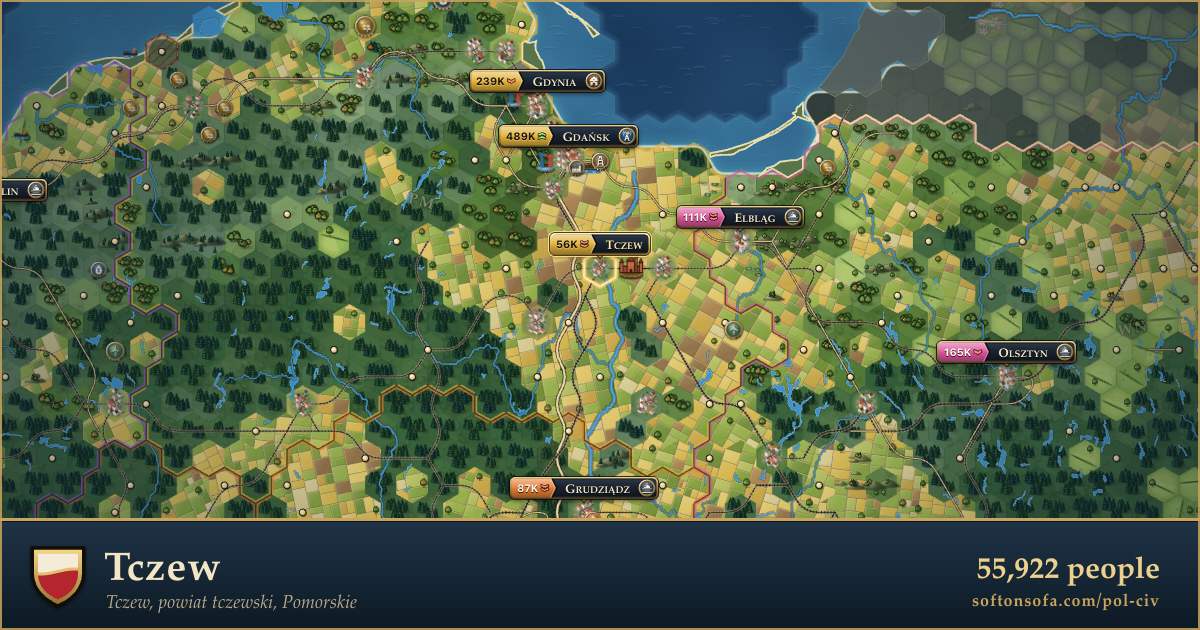 239K GDYNIA
489K GDAŃSK
LIN
111K ELBLĄG
56K TCZEW
165K OLSZTYN
87K GRUDZIĄDZ
Tczew
55,922 people
Tczew, powiat tczewski, Pomorskie
softonsofa.com/pol-civ